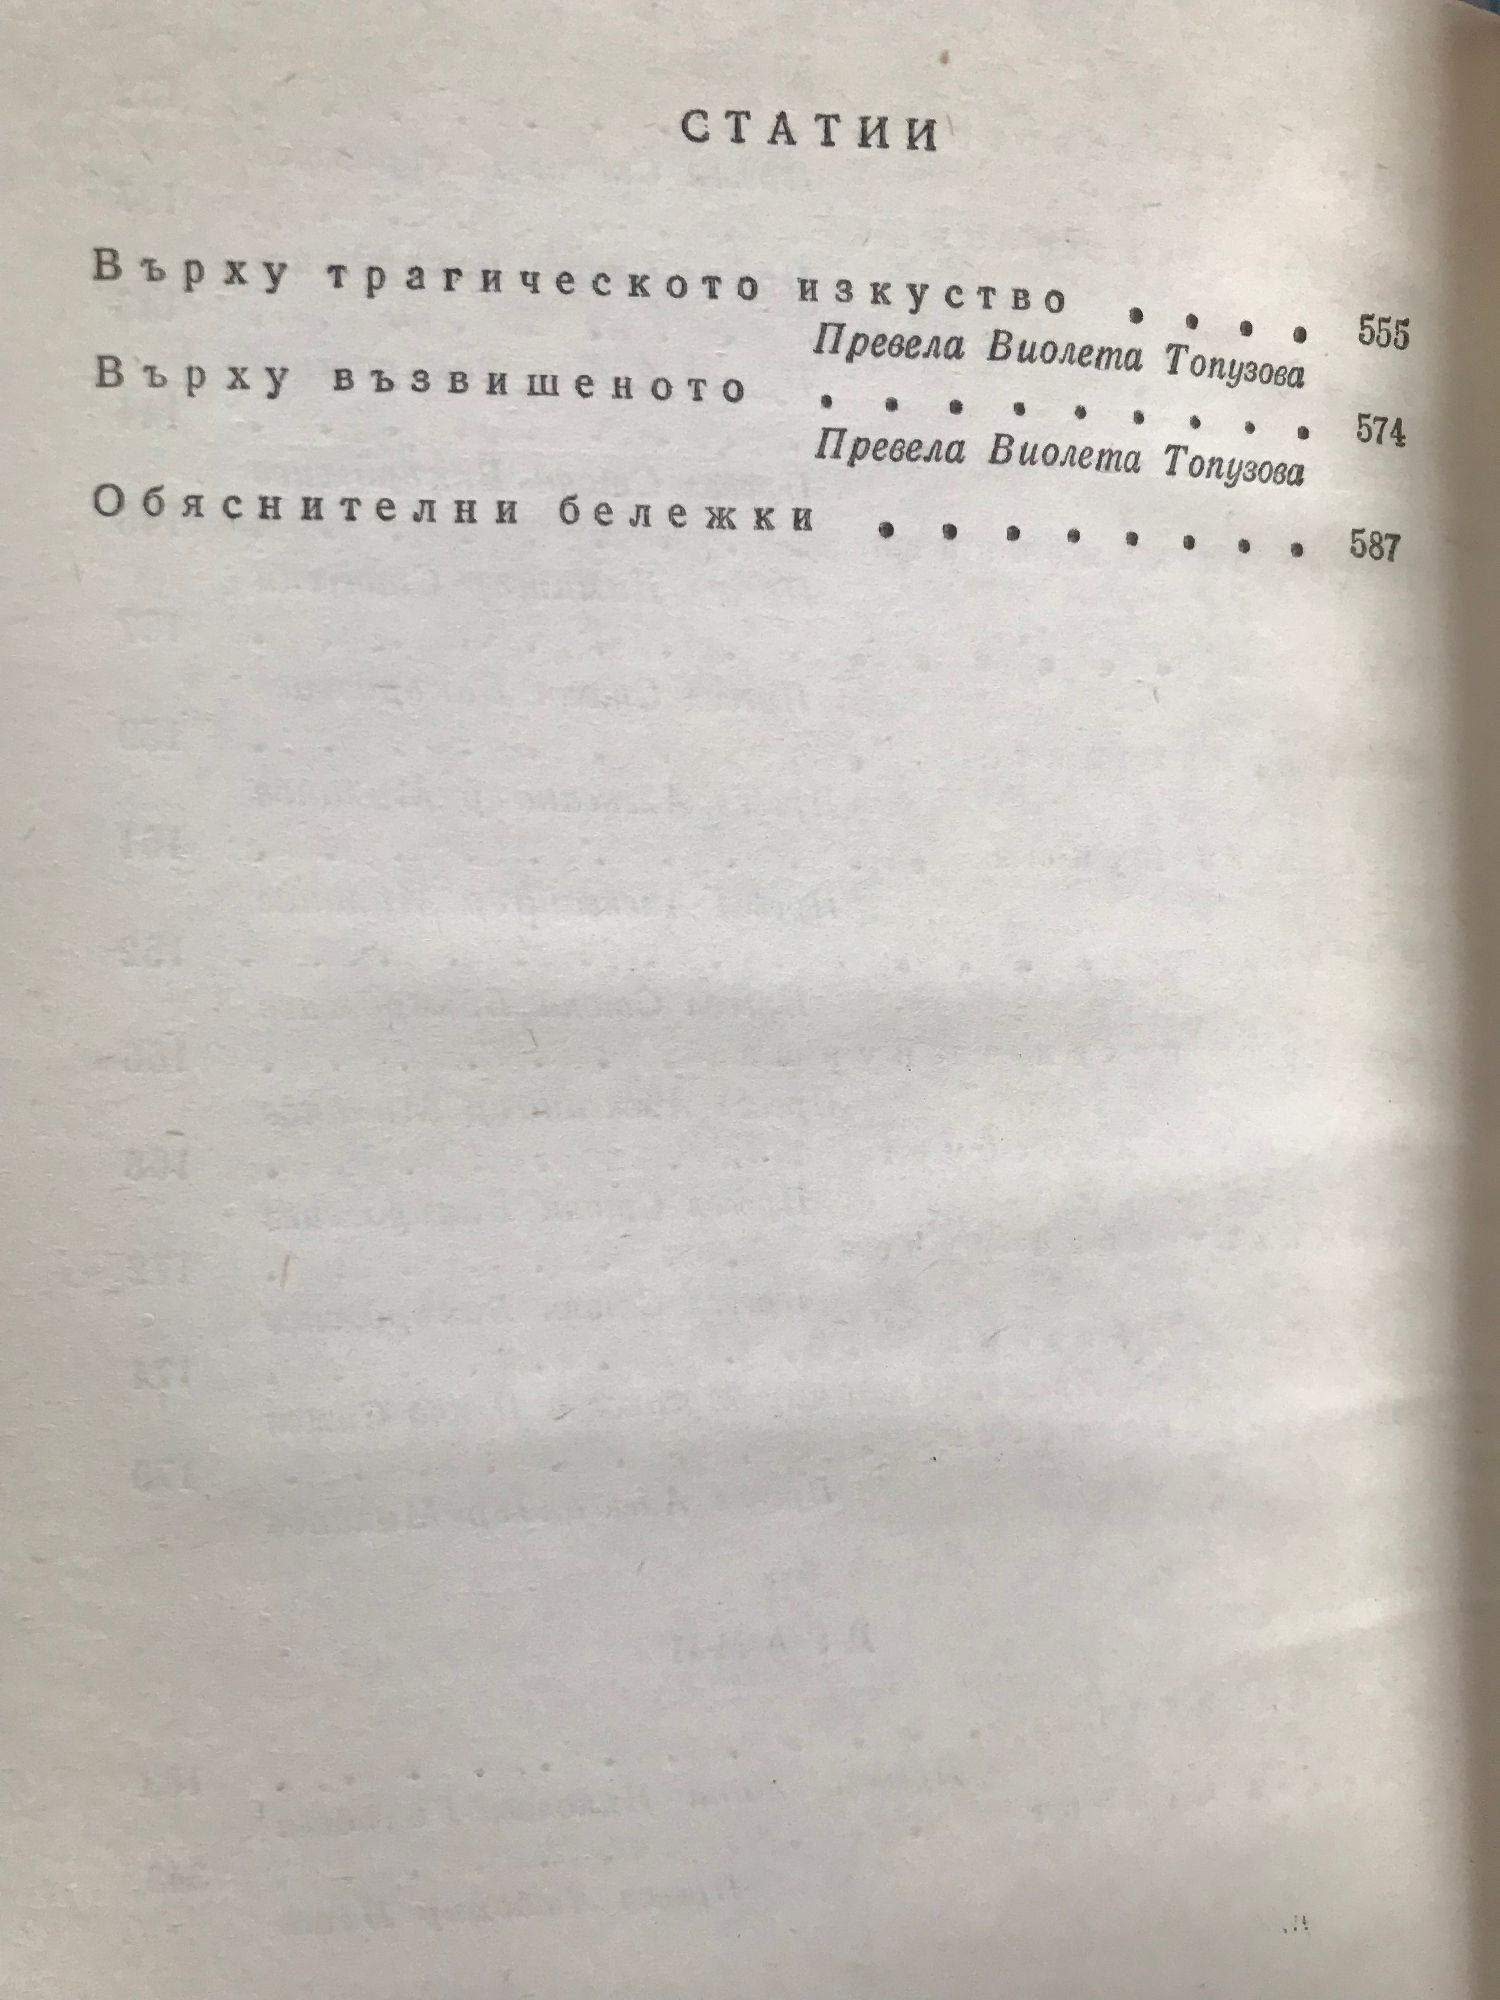 СТАТИИ
Върху трагическото изкуство . . . . 555
Превела Виолета Топузова
Върху възвишеното . . . . . . . . . 574
Превела Виолета Топузова
Обяснителни бележки . . . . . . . . 587